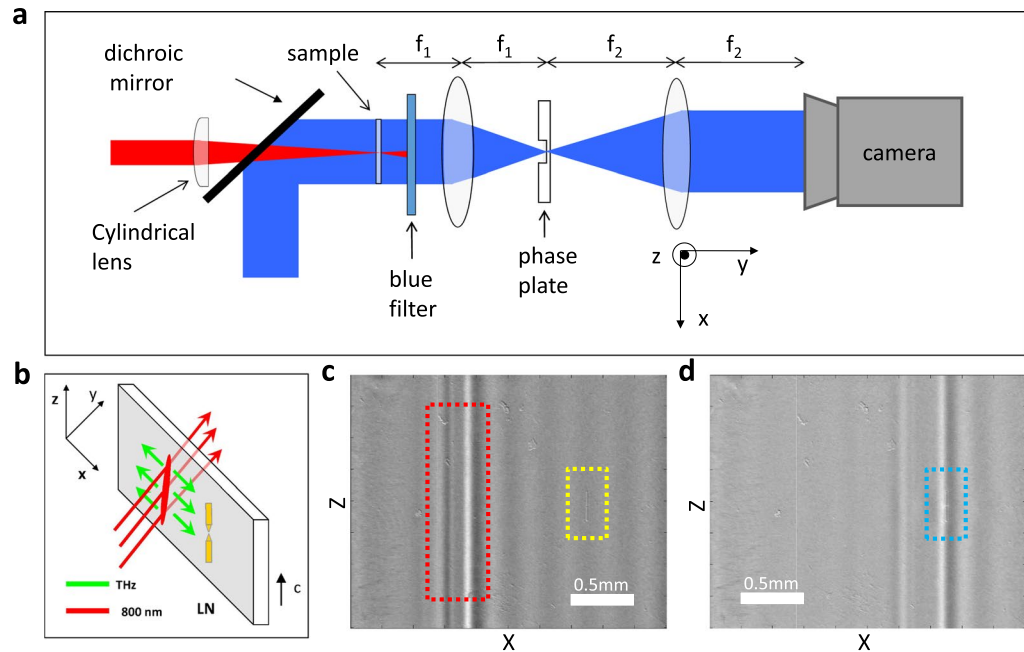 a
dichroic
mirror
sample
f₁
f₁
f₂
f₂
camera
Cylindrical
lens
blue
filter
phase
plate
z
y
x
b
z
y
x
THz
800 nm
LN
c
c
Z
0.5mm
X
d
Z
0.5mm
X